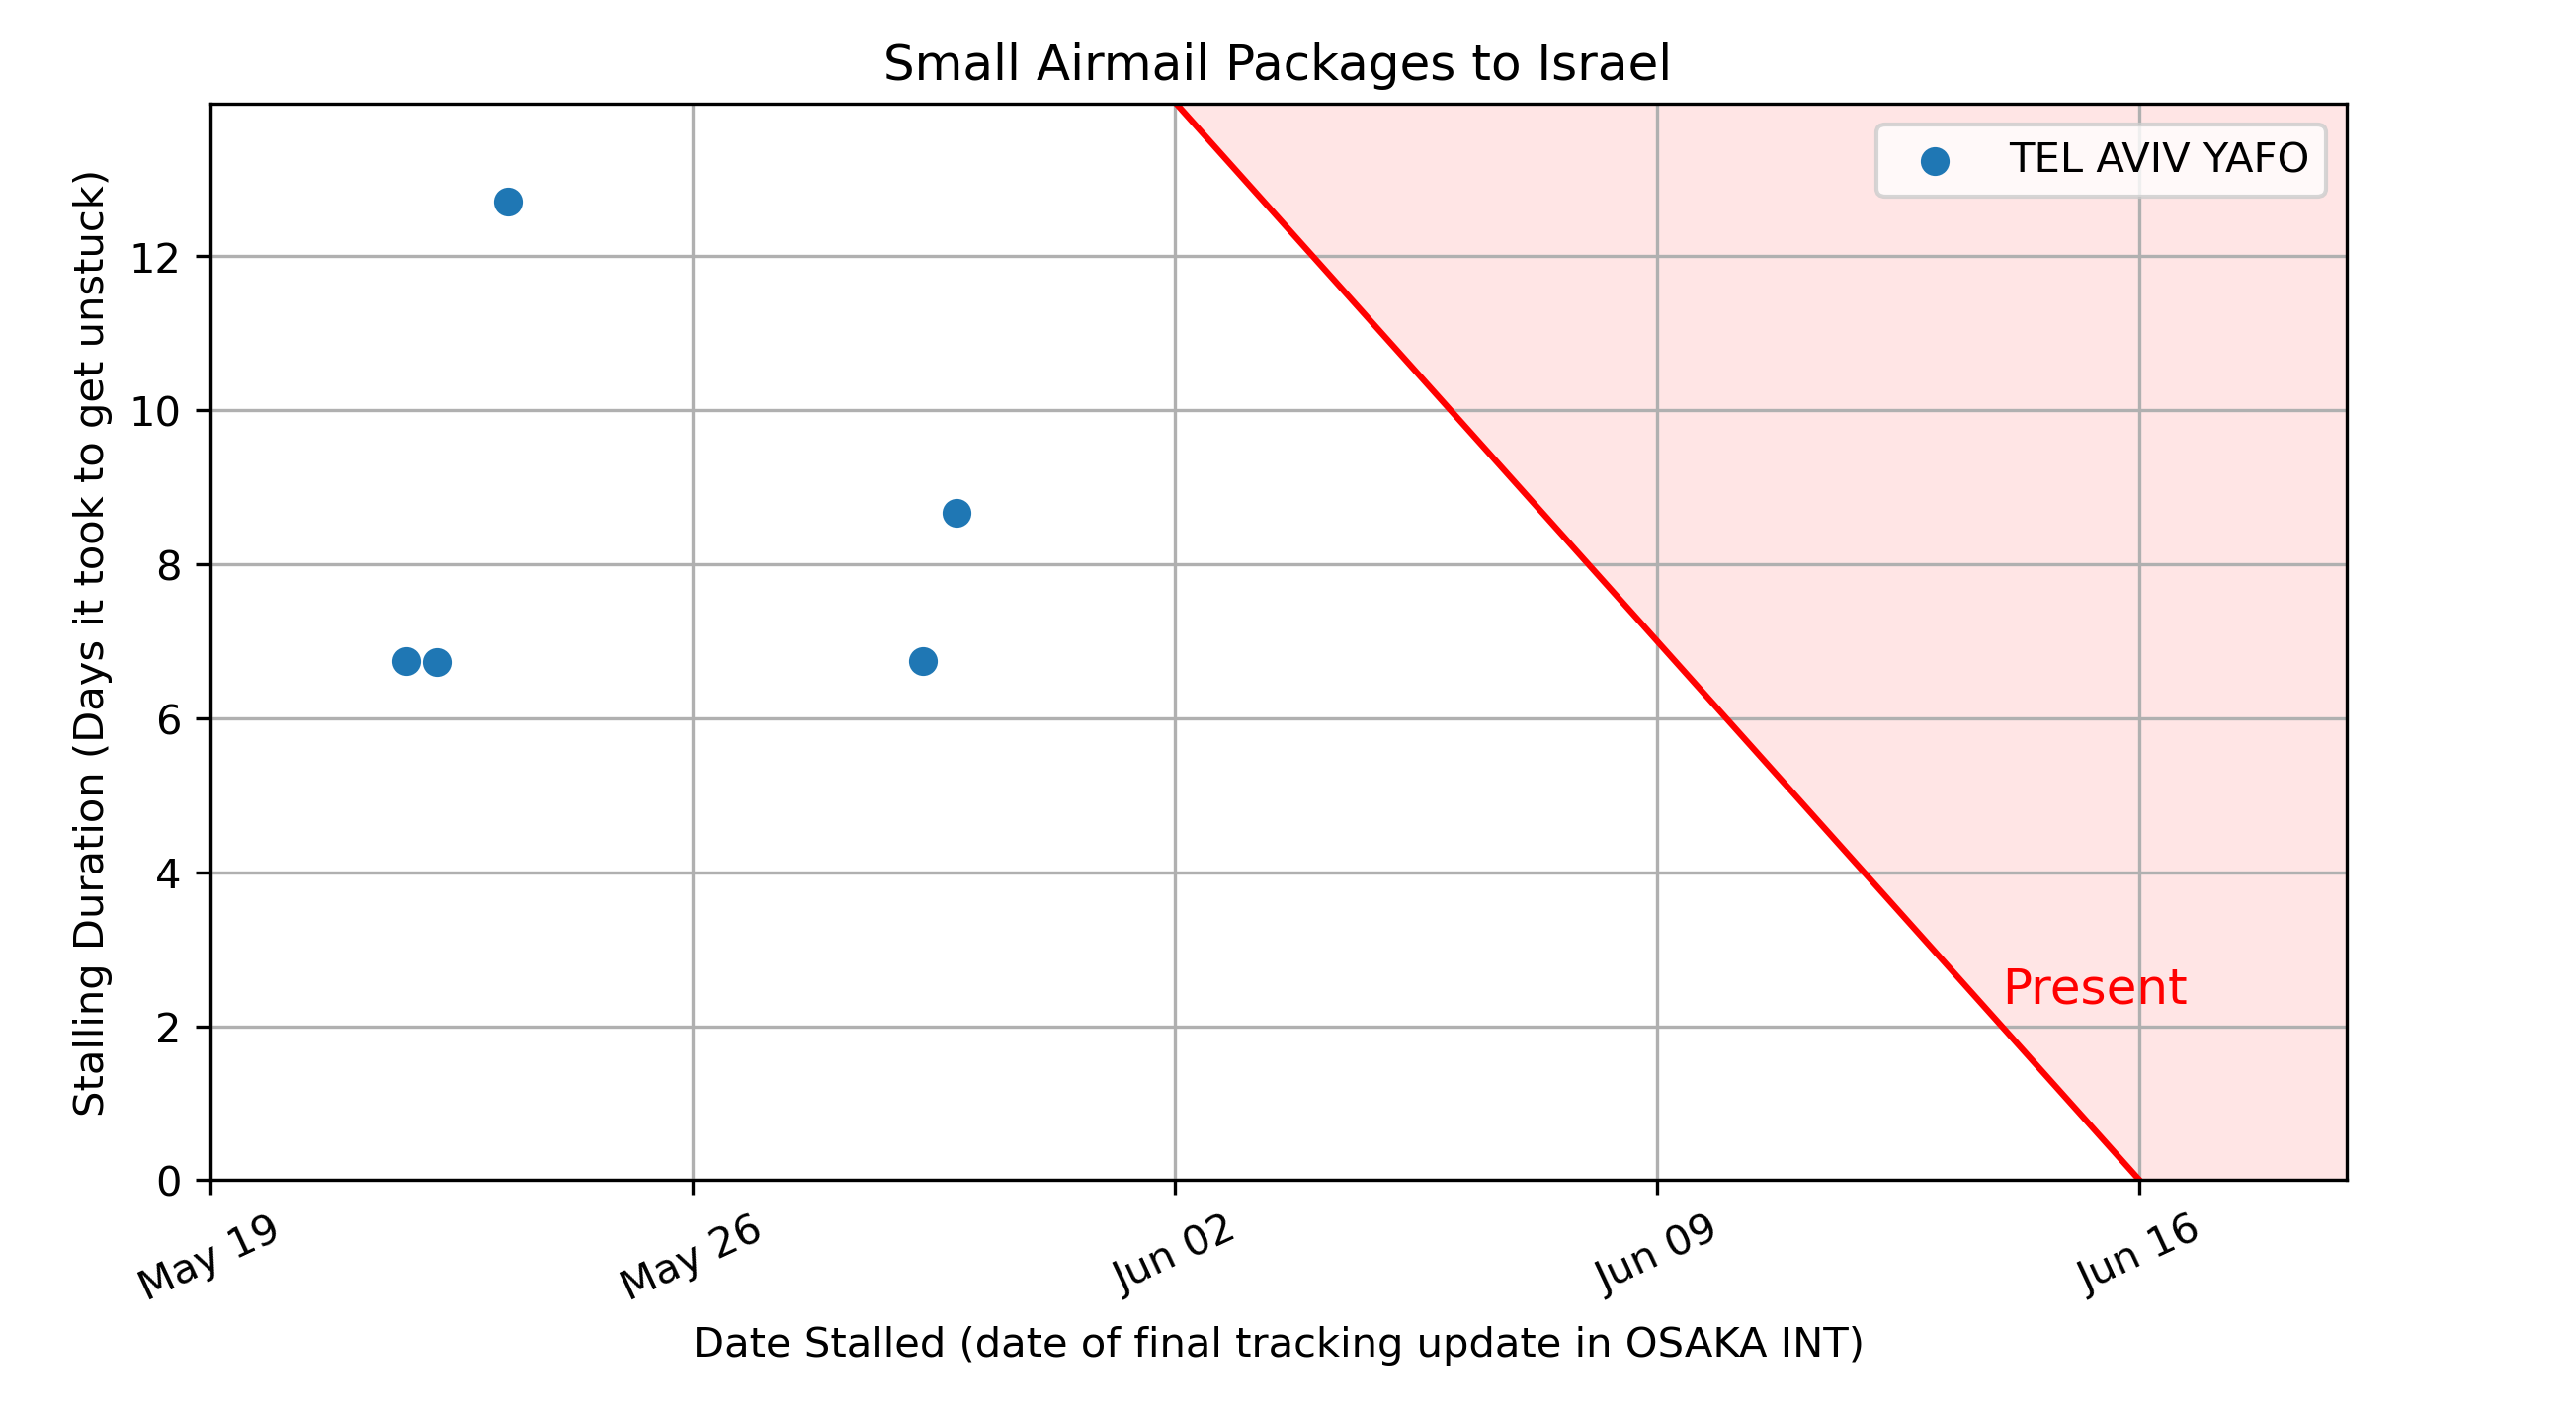 Small Airmail Packages to Israel
TEL AVIV YAFO
Stalling Duration (Days it took to get unstuck)
12
10
8
6
4
2
0
Present
May 19
May 26
Jun 02
Jun 09
Jun 16
Date Stalled (date of final tracking update in OSAKA INT)